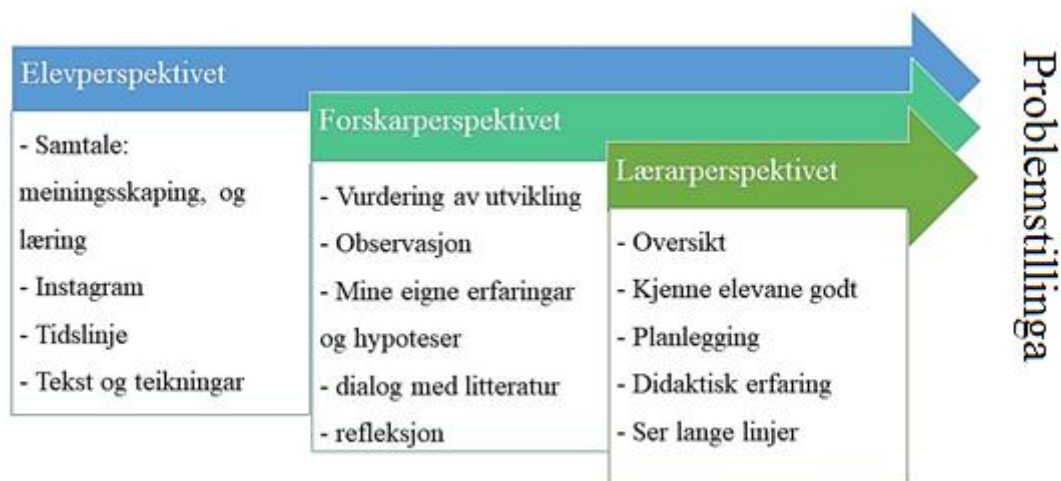 Elevperspektivet
- Samtale:
meiningsskaping, og
læring
- Instagram
- Tidslinje
- Tekst og teikningar
Forskarperspektivet
- Vurdering av utvikling
- Observasjon
- Mine eigne erfaringar
og hypoteser
- dialog med litteratur
- refleksjon
Lærarperspektivet
- Oversikt
- Kjenne elevane godt
- Planlegging
- Didaktisk erfaring
- Ser lange linjer
Problemstillinga